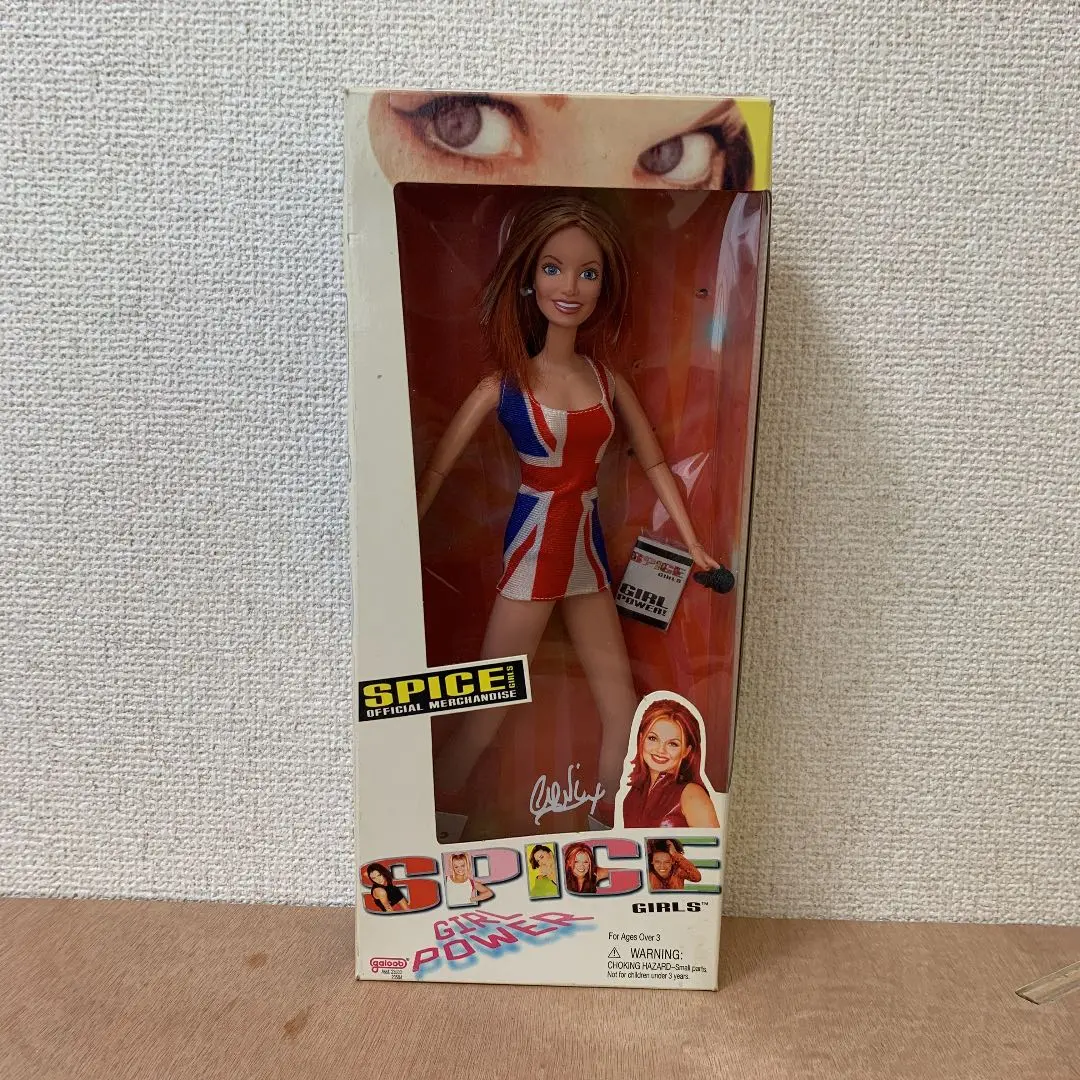 SPICE
GIRLS
GIRL
POWER!
SPICE GIRLS
OFFICIAL MERCHANDISE
SPICE
GIRLS™
GIRL
POWER
galoob®
For Ages Over 3
⚠ WARNING:
CHOKING HAZARD–Small parts.
Not for children under 3 years.